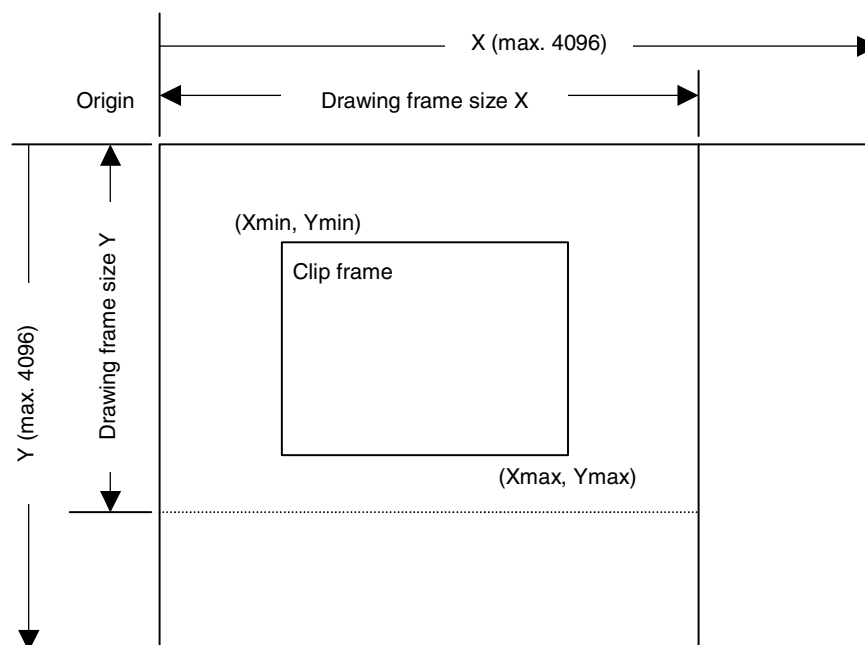 X (max. 4096)
Origin
Drawing frame size X
Y (max. 4096)
Drawing frame size Y
(Xmin, Ymin)
Clip frame
(Xmax, Ymax)